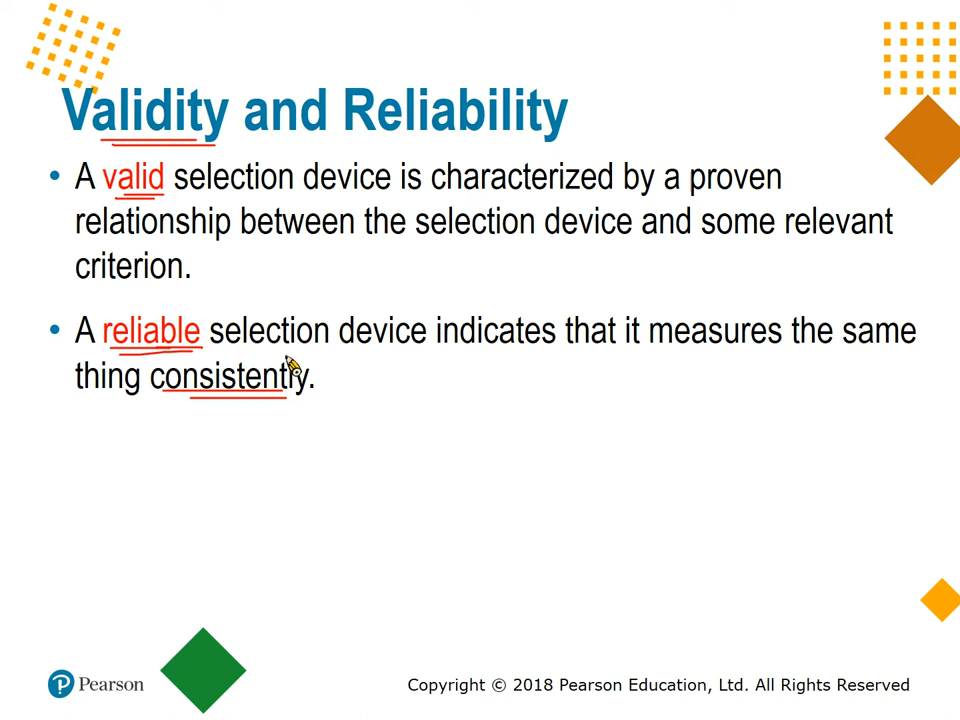 Validity and Reliability
• A valid selection device is characterized by a proven
relationship between the selection device and some relevant
criterion.
• A reliable selection device indicates that it measures the same
thing consistently.
Pearson
Copyright © 2018 Pearson Education, Ltd. All Rights Reserved